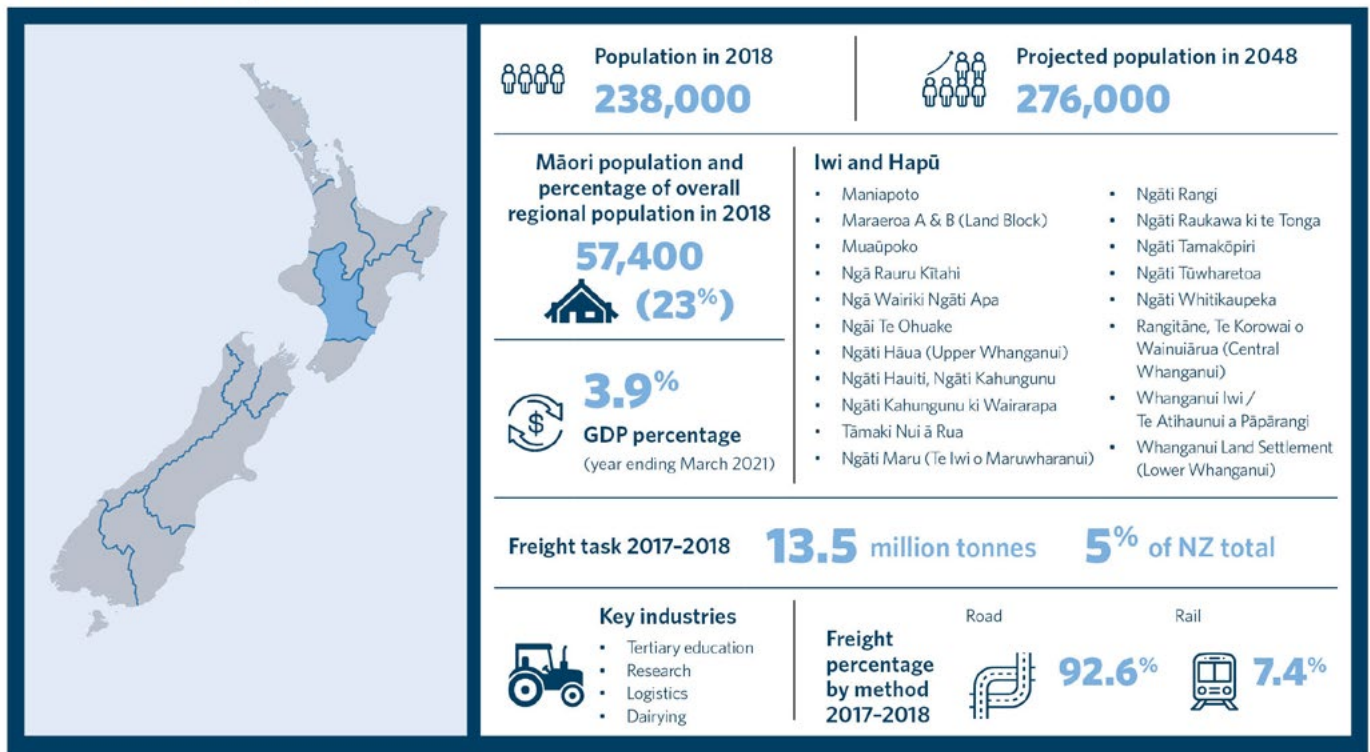 Population in 2018
238,000
Projected population in 2048
276,000
Māori population and
percentage of overall
regional population in 2018
57,400
(23%)
3.9%
GDP percentage
(year ending March 2021)
Iwi and Hapū
• Maniapoto
• Maraeroa A & B (Land Block)
• Muaūpoko
• Ngā Rauru Kītahi
• Ngā Wairiki Ngāti Apa
• Ngāi Te Ohuake
• Ngāti Hāua (Upper Whanganui)
• Ngāti Hauiti, Ngāti Kahungunu
• Ngāti Kahungunu ki Wairarapa
• Tāmaki Nui ā Rua
• Ngāti Maru (Te Iwi o Maruwharanui)
• Ngāti Rangi
• Ngāti Raukawa ki te Tonga
• Ngāti Tamakōpiri
• Ngāti Tūwharetoa
• Ngāti Whitikaupeka
• Rangitāne, Te Korowai o
Wainuiārua (Central
Whanganui)
• Whanganui Iwi /
Te Atihaunui a Pāpārangi
• Whanganui Land Settlement
(Lower Whanganui)
Freight task 2017–2018 13.5 million tonnes 5% of NZ total
Key industries
• Tertiary education
• Research
• Logistics
• Dairying
Freight
percentage
by method
2017–2018
Road
92.6%
Rail
7.4%
$